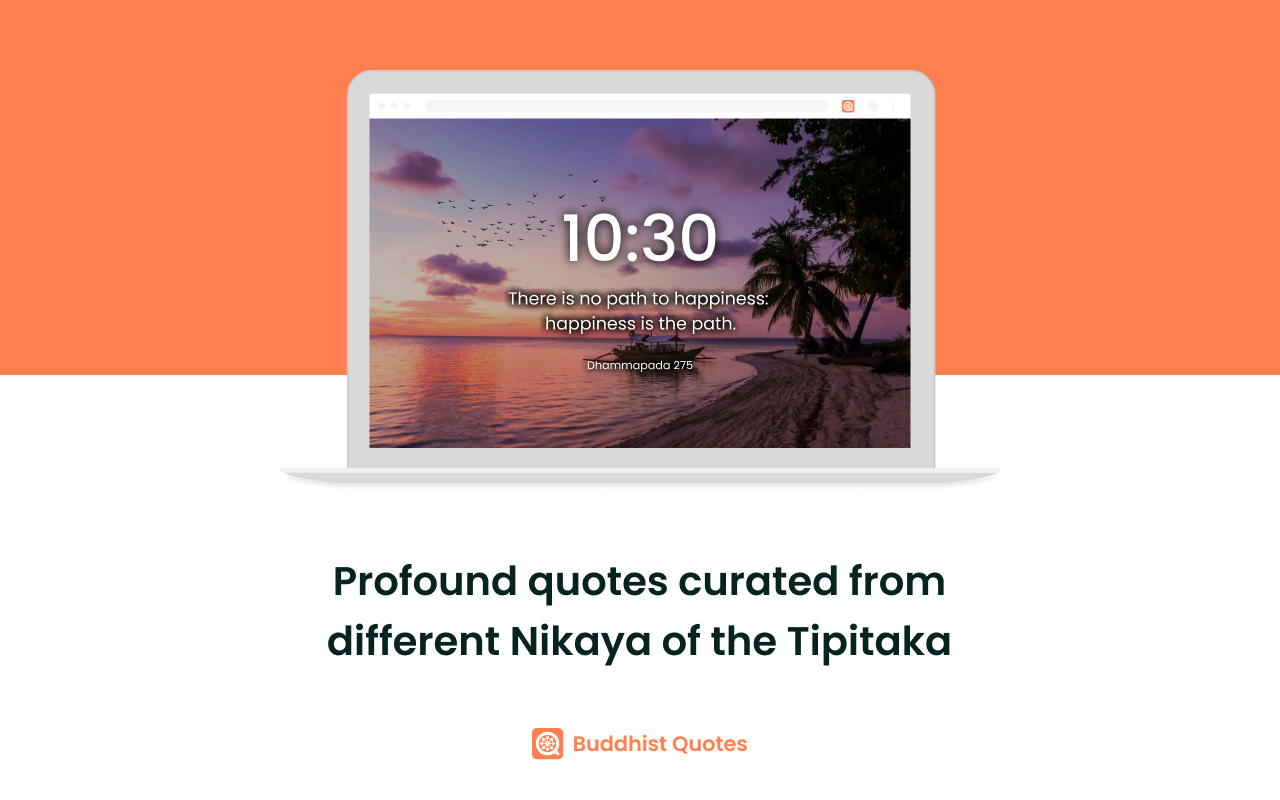 10:30
There is no path to happiness:
happiness is the path.
Dhammapada 275
Profound quotes curated from
different Nikaya of the Tipitaka
Buddhist Quotes